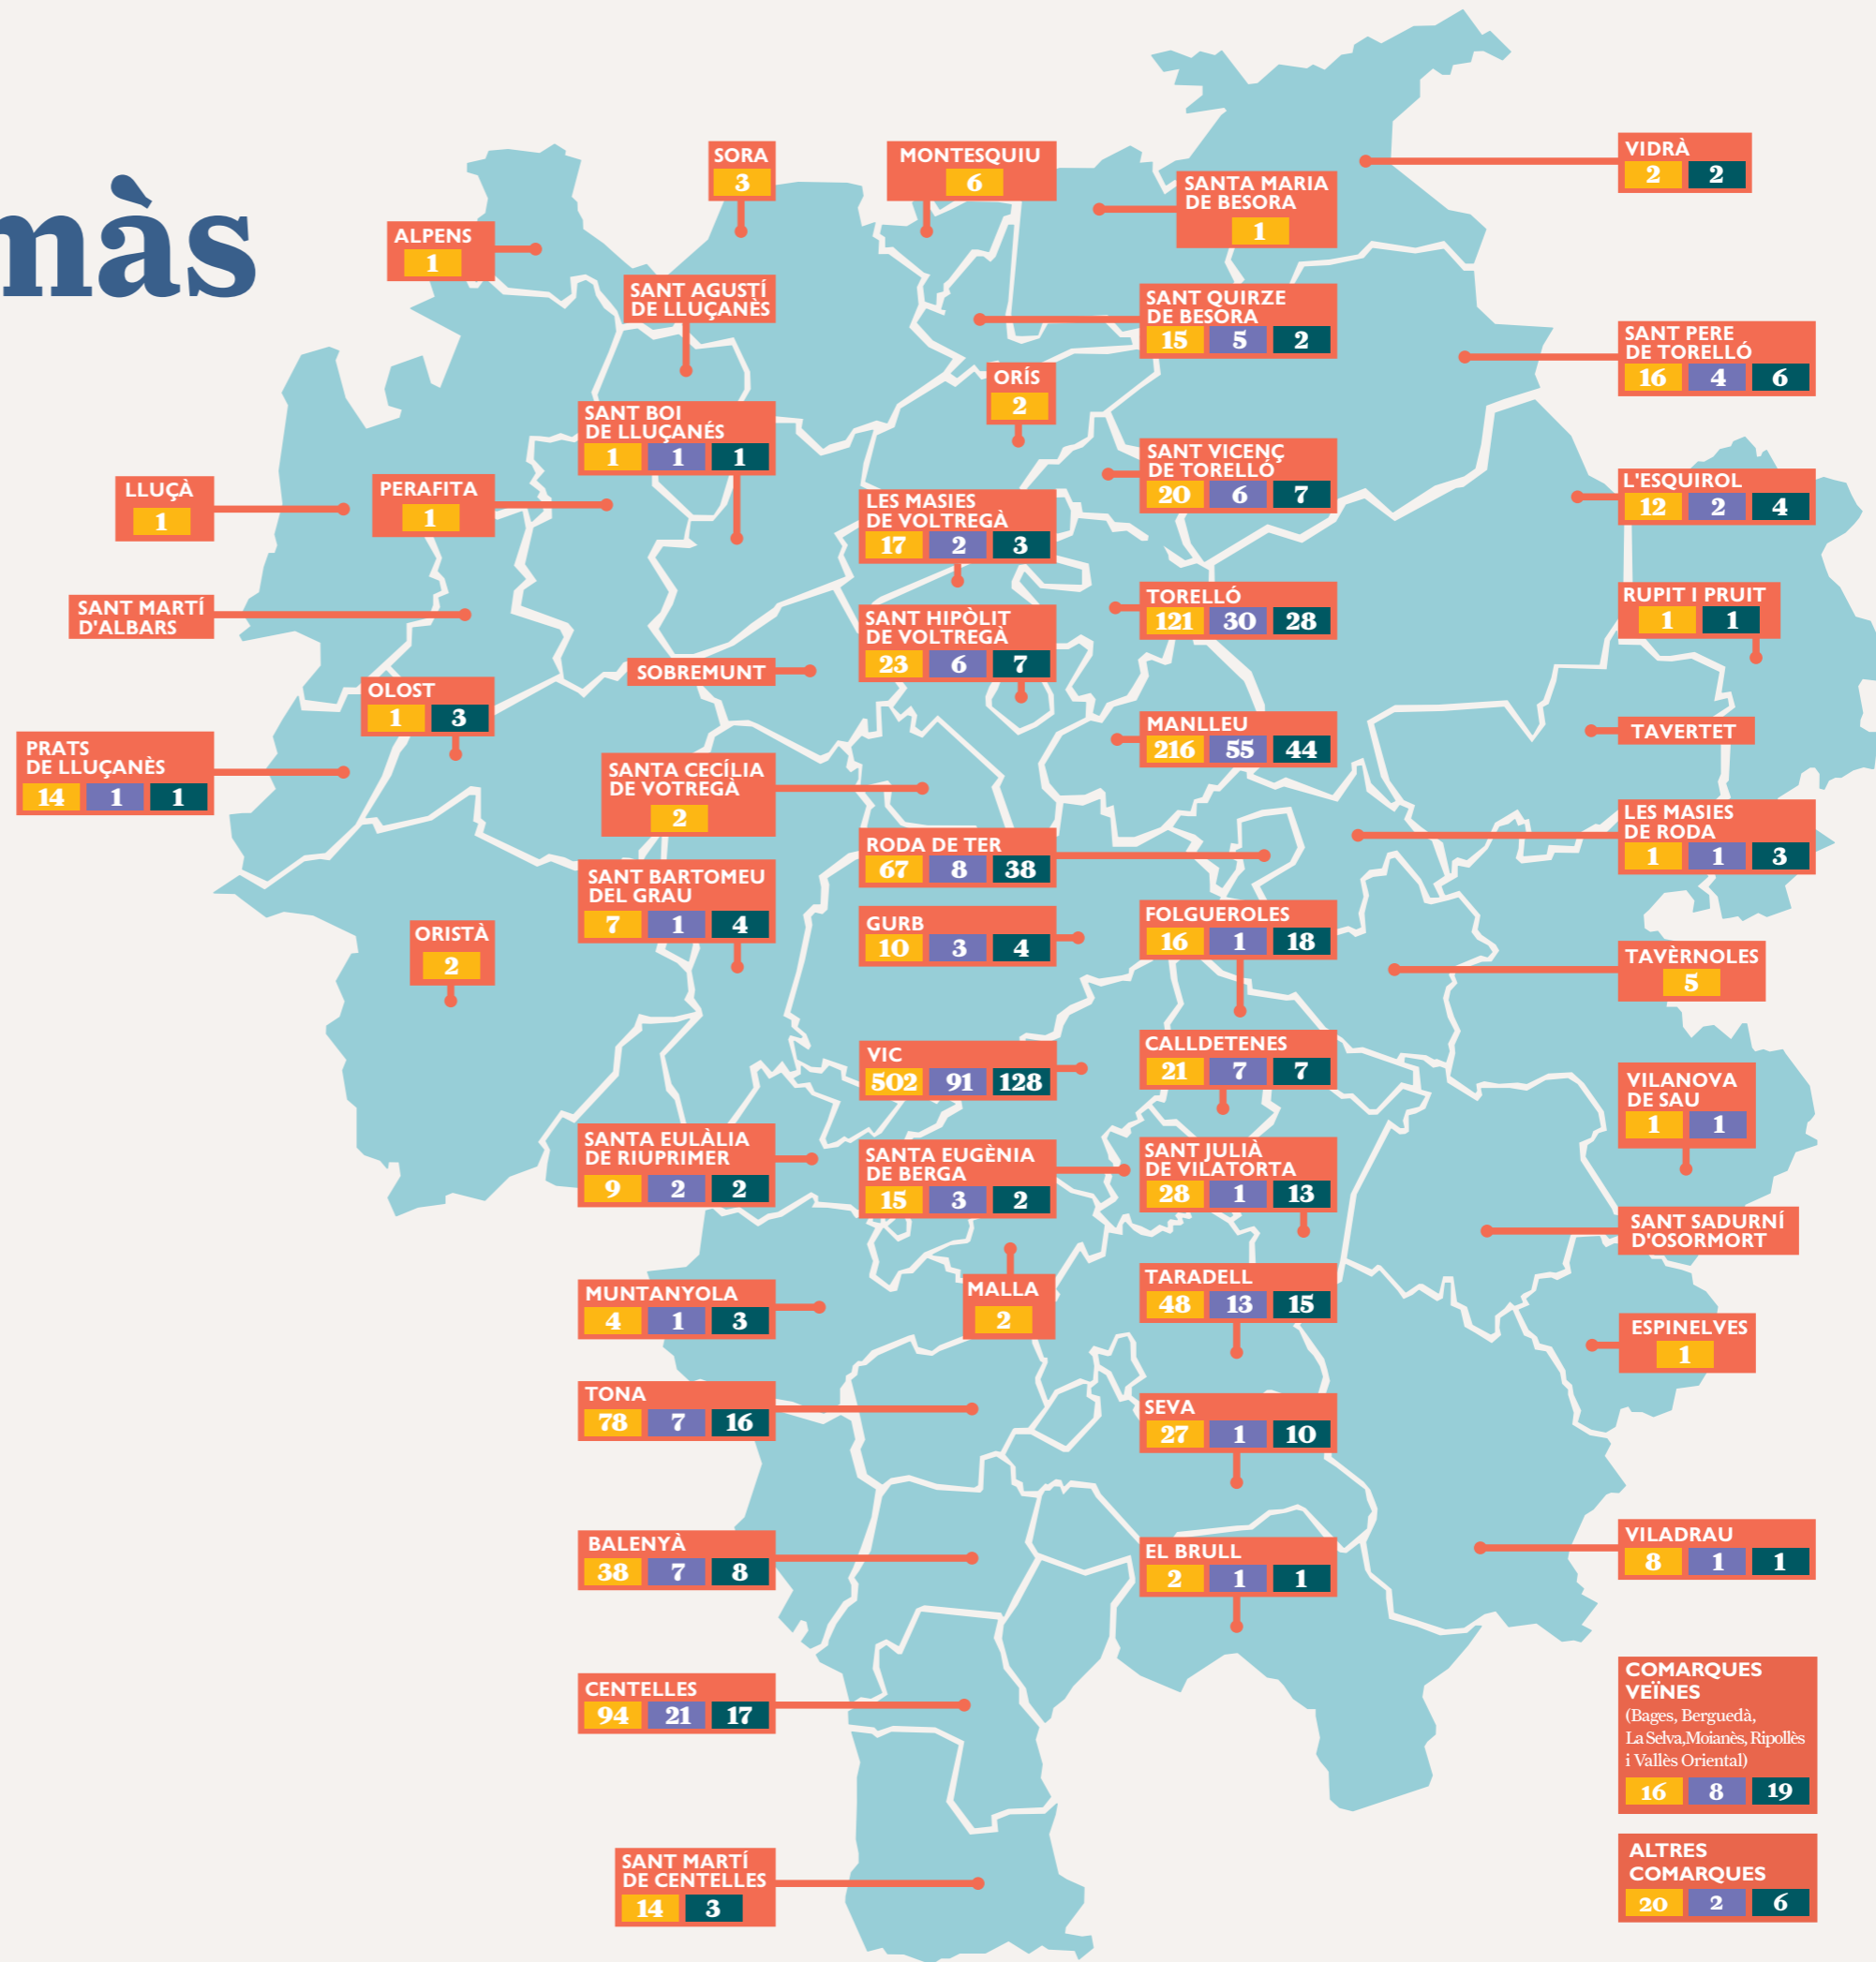 màs
SORA
3
MONTESQUIU
6
SANTA MARIA
DE BESORA
1
VIDRÀ
2 2
ALPENS
1
SANT AGUSTÍ
DE LLUÇANÈS
SANT QUIRZE
DE BESORA
15 5 2
SANT PERE
DE TORELLÓ
16 4 6
ORÍS
2
SANT BOI
DE LLUÇANÉS
1 1 1
SANT VICENÇ
DE TORELLÓ
20 6 7
L'ESQUIROL
12 2 4
LLUÇÀ
1
PERAFITA
1
LES MASIES
DE VOLTREGÀ
17 2 3
SANT MARTÍ
D'ALBARS
TORELLÓ
121 30 28
RUPIT I PRUIT
1 1
SANT HIPÒLIT
DE VOLTREGÀ
23 6 7
SOBREMUNT
OLOST
1 3
MANLLEU
216 55 44
TAVERTET
PRATS
DE LLUÇANÈS
14 1 1
SANTA CECÍLIA
DE VOTREGÀ
2
LES MASIES
DE RODA
1 1 3
RODA DE TER
67 8 38
SANT BARTOMEU
DEL GRAU
7 1 4
GURB
10 3 4
FOLGUEROLES
16 1 18
ORISTÀ
2
TAVÈRNOLES
5
VIC
502 91 128
CALLDETENES
21 7 7
VILANOVA
DE SAU
1 1
SANTA EULÀLIA
DE RIUPRIMER
9 2 2
SANTA EUGÈNIA
DE BERGA
15 3 2
SANT JULIÀ
DE VILATORTA
28 1 13
SANT SADURNÍ
D'OSORMORT
MUNTANYOLA
4 1 3
MALLA
2
TARADELL
48 13 15
ESPINELVES
1
TONA
78 7 16
SEVA
27 1 10
BALENYÀ
38 7 8
EL BRULL
2 1 1
VILADRAU
8 1 1
CENTELLES
94 21 17
COMARQUES
VEÏNES
(Bages, Berguedà,
La Selva,Moianès, Ripollès
i Vallès Oriental)
16 8 19
SANT MARTÍ
DE CENTELLES
14 3
ALTRES
COMARQUES
20 2 6